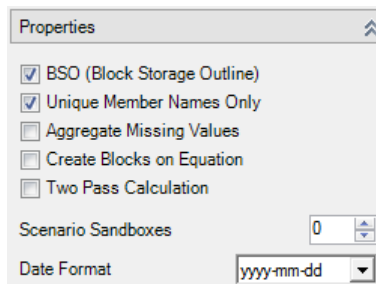 Properties
BSO (Block Storage Outline)
Unique Member Names Only
Aggregate Missing Values
Create Blocks on Equation
Two Pass Calculation
Scenario Sandboxes 0
Date Format yyyy-mm-dd